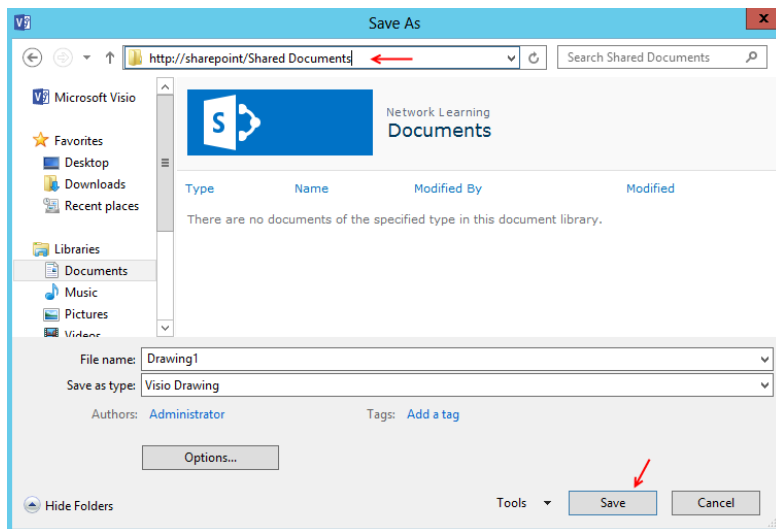 Save As
http://sharepoint/Shared Documents
Search Shared Documents
Microsoft Visio
Favorites
Desktop
Downloads
Recent places
Libraries
Documents
Music
Pictures
Videos
Network Learning
Documents
Type Name Modified By Modified
There are no documents of the specified type in this document library.
File name: Drawing1
Save as type: Visio Drawing
Authors: Administrator Tags: Add a tag
Options...
Hide Folders Tools Save Cancel